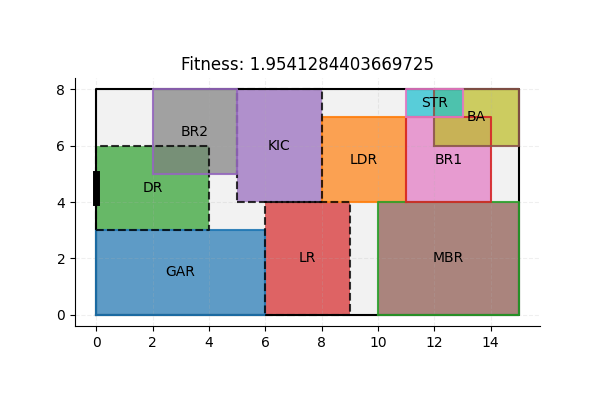 Fitness: 1.9541284403669725
8
6
4
2
0
STR
BA
BR2
KIC
LDR
BR1
DR
GAR
LR
MBR
0 2 4 6 8 10 12 14